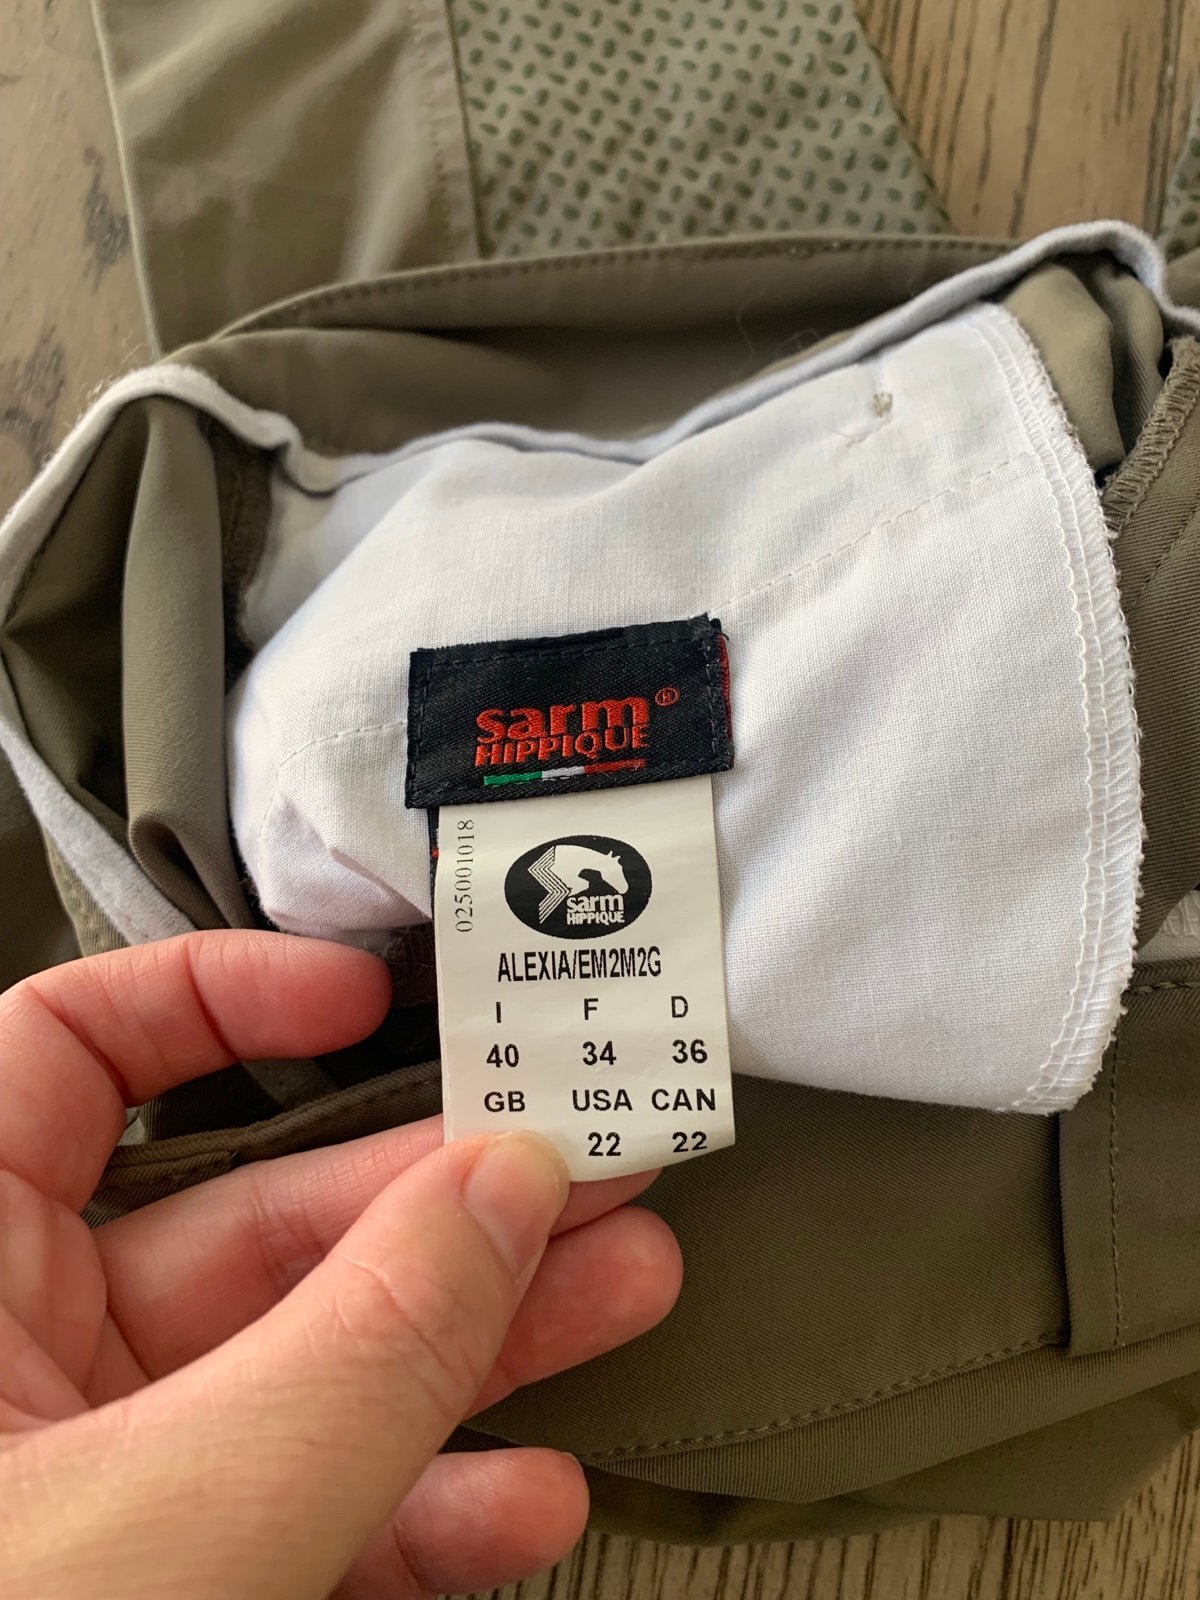 sarm®
HIPPIQUE
025001018
sarm
HIPPIQUE
ALEXIA/EM2M2G
I F D
40 34 36
GB USA CAN
22 22